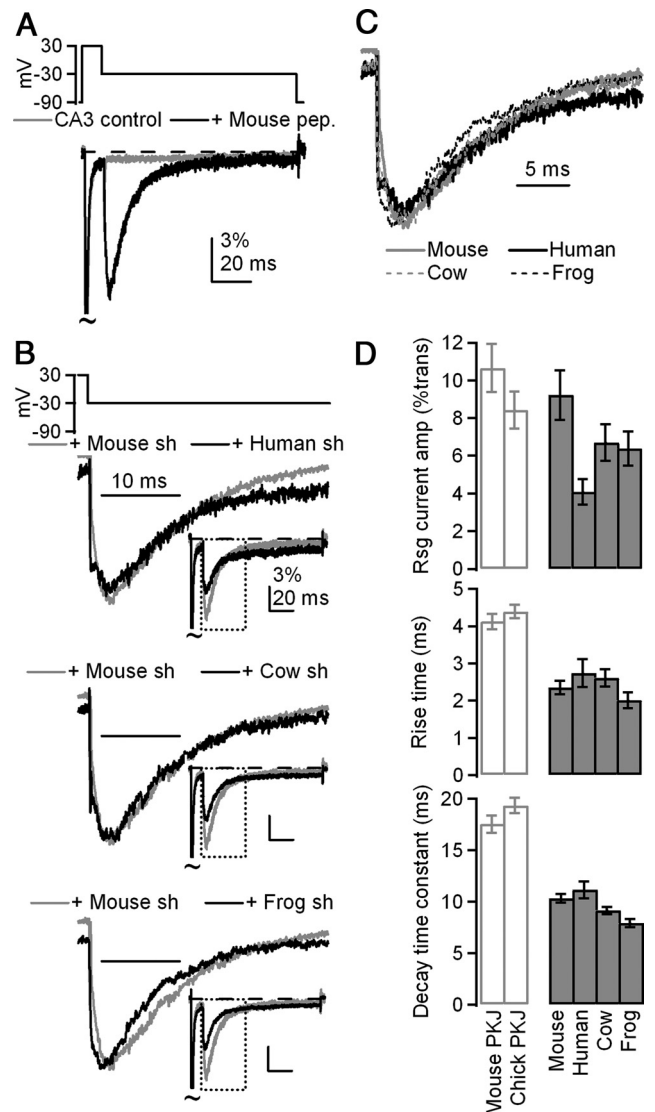 A
30
-30
-90
mV
CA3 control + Mouse pep.
3%
20 ms
~
C
5 ms
Mouse Human
Cow Frog
B
30
-30
-90
mV
+ Mouse sh + Human sh
10 ms
3%
20 ms
~
+ Mouse sh + Cow sh
~
+ Mouse sh + Frog sh
~
D
Rsg current amp (%trans)
12
10
8
6
4
2
0
Rise time (ms)
5
4
3
2
1
0
Decay time constant (ms)
20
15
10
5
0
Mouse PKJ
Chick PKJ
Mouse
Human
Cow
Frog